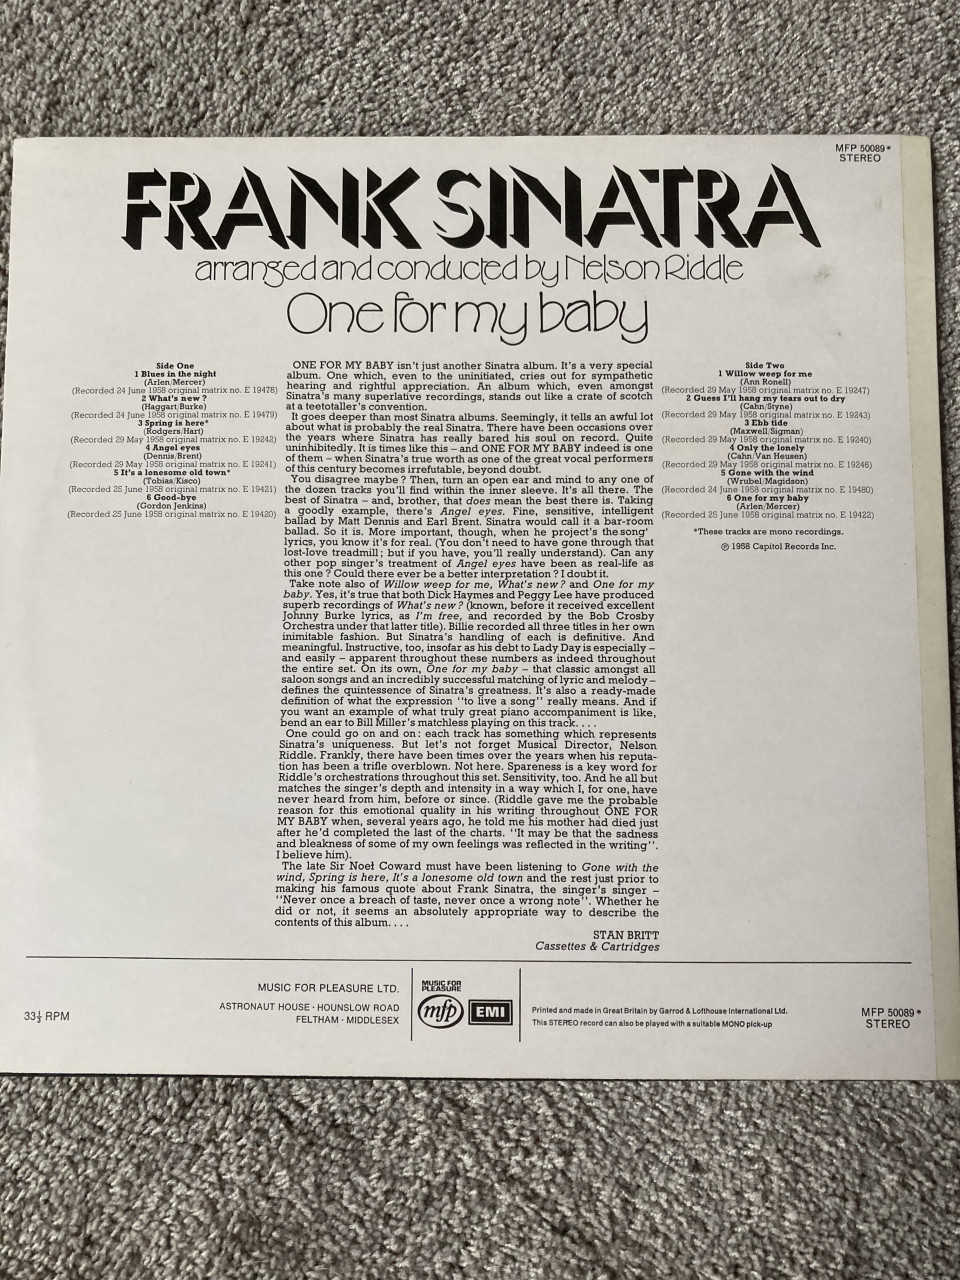 MFP 50089*
STEREO
FRANK SINATRA
arranged and conducted by Nelson Riddle
One for my baby
Side One
1 Blues in the night
(Arlen/Mercer)
(Recorded 24 June 1958 original matrix no. E 19478)
2 What's new?
(Haggart/Burke)
(Recorded 24 June 1958 original matrix no. E 19479)
3 Spring is here*
(Rodgers/Hart)
(Recorded 29 May 1958 original matrix no. E 19242)
4 Angel eyes
(Dennis/Brent)
(Recorded 29 May 1958 original matrix no. E 19241)
5 It's a lonesome old town*
(Tobias/Kisco)
(Recorded 25 June 1958 original matrix no. E 19421)
6 Good-bye
(Gordon Jenkins)
(Recorded 25 June 1958 original matrix no. E 19420)
ONE FOR MY BABY isn't just another Sinatra album. It's a very special
album. One which, even to the uninitiated, cries out for sympathetic
hearing and rightful appreciation. An album which, even amongst
Sinatra's many superlative recordings, stands out like a crate of scotch
at a teetotaller's convention.
It goes deeper than most Sinatra albums. Seemingly, it tells an awful lot
about what is probably the real Sinatra. There have been occasions over
the years where Sinatra has really bared his soul on record. Quite
uninhibitedly. It is times like this – and ONE FOR MY BABY indeed is one
of them – when Sinatra's true worth as one of the great vocal performers
of this century becomes irrefutable, beyond doubt.
You disagree maybe? Then, turn an open ear and mind to any one of
the dozen tracks you'll find within the inner sleeve. It's all there. The
best of Sinatra – and, brother, that does mean the best there is. Taking
a goodly example, there's Angel eyes. Fine, sensitive, intelligent
ballad by Matt Dennis and Earl Brent. Sinatra would call it a bar-room
ballad. So it is. More important, though, when he project's the song'
lyrics, you know it's for real. (You don't need to have gone through that
lost-love treadmill; but if you have, you'll really understand). Can any
other pop singer's treatment of Angel eyes have been as real-life as
this one? Could there ever be a better interpretation? I doubt it.
Take note also of Willow weep for me, What's new? and One for my
baby. Yes, it's true that both Dick Haymes and Peggy Lee have produced
superb recordings of What's new? (known, before it received excellent
Johnny Burke lyrics, as I'm free, and recorded by the Bob Crosby
Orchestra under that latter title). Billie recorded all three titles in her own
inimitable fashion. But Sinatra's handling of each is definitive. And
meaningful. Instructive, too, insofar as his debt to Lady Day is especially –
and easily – apparent throughout these numbers as indeed throughout
the entire set. On its own, One for my baby – that classic amongst all
saloon songs and an incredibly successful matching of lyric and melody –
defines the quintessence of Sinatra's greatness. It's also a ready-made
definition of what the expression "to live a song" really means. And if
you want an example of what truly great piano accompaniment is like,
bend an ear to Bill Miller's matchless playing on this track. . . .
One could go on and on: each track has something which represents
Sinatra's uniqueness. But let's not forget Musical Director, Nelson
Riddle. Frankly, there have been times over the years when his reputa-
tion has been a trifle overblown. Not here. Spareness is a key word for
Riddle's orchestrations throughout this set. Sensitivity, too. And he all but
matches the singer's depth and intensity in a way which I, for one, have
never heard from him, before or since. (Riddle gave me the probable
reason for this emotional quality in his writing throughout ONE FOR
MY BABY when, several years ago, he told me his mother had died just
after he'd completed the last of the charts. "It may be that the sadness
and bleakness of some of my own feelings was reflected in the writing".
I believe him).
The late Sir Noel Coward must have been listening to Gone with the
wind, Spring is here, It's a lonesome old town and the rest just prior to
making his famous quote about Frank Sinatra, the singer's singer –
"Never once a breach of taste, never once a wrong note". Whether he
did or not, it seems an absolutely appropriate way to describe the
contents of this album. . . .
STAN BRITT
Cassettes & Cartridges
Side Two
1 Willow weep for me
(Ann Ronell)
(Recorded 29 May 1958 original matrix no. E 19247)
2 Guess I'll hang my tears out to dry
(Cahn/Styne)
(Recorded 29 May 1958 original matrix no. E 19243)
3 Ebb tide
(Maxwell/Sigman)
(Recorded 29 May 1958 original matrix no. E 19240)
4 Only the lonely
(Cahn/Van Heusen)
(Recorded 29 May 1958 original matrix no. E 19246)
5 Gone with the wind
(Wrubel/Magidson)
(Recorded 24 June 1958 original matrix no. E 19480)
6 One for my baby
(Arlen/Mercer)
(Recorded 25 June 1958 original matrix no. E 19422)
*These tracks are mono recordings.
℗ 1958 Capitol Records Inc.
33⅓ RPM
MUSIC FOR PLEASURE LTD.
ASTRONAUT HOUSE · HOUNSLOW ROAD
FELTHAM · MIDDLESEX
MUSIC FOR
PLEASURE
mfp
EMI
Printed and made in Great Britain by Garrod & Lofthouse International Ltd.
This STEREO record can also be played with a suitable MONO pick-up
MFP 50089*
STEREO